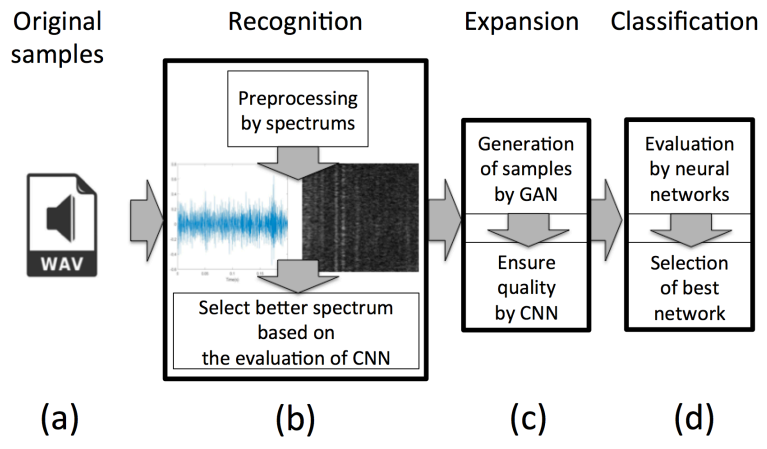 Original
samples
Recognition
Expansion
Classification
WAV
Preprocessing
by spectrums
Select better spectrum
based on
the evaluation of CNN
Generation
of samples
by GAN
Ensure
quality
by CNN
Evaluation
by neural
networks
Selection
of best
network
(a)
(b)
(c)
(d)